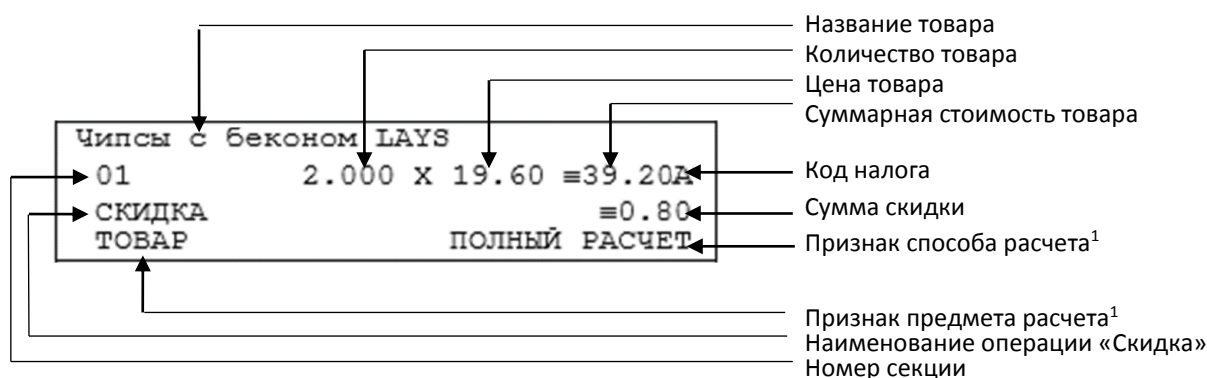 Название товара
Количество товара
Цена товара
Суммарная стоимость товара
Чипсы с беконом LAYS
01 2.000 X 19.60 ≡39.20А
Код налога
СКИДКА ≡0.80
Сумма скидки
ТОВАР ПОЛНЫЙ РАСЧЕТ
Признак способа расчета¹
Признак предмета расчета¹
Наименование операции «Скидка»
Номер секции